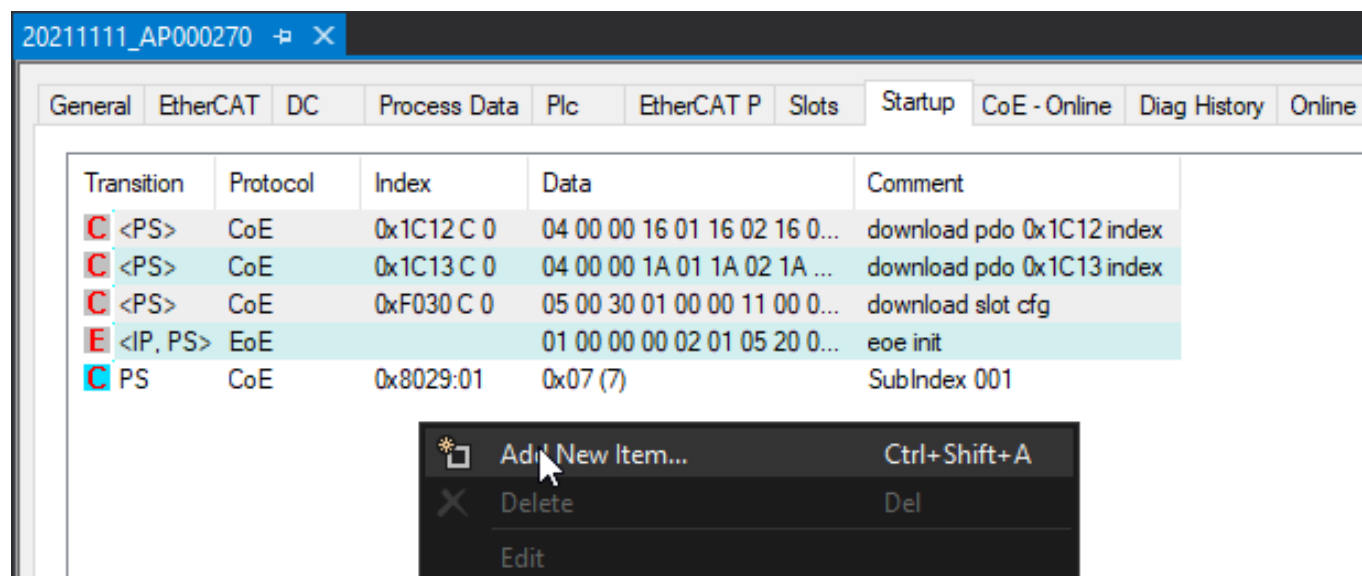 20211111_AP000270
General EtherCAT DC Process Data Plc EtherCAT P Slots Startup CoE - Online Diag History Online
Transition Protocol Index Data Comment
C <PS> CoE 0x1C12 C 0 04 00 00 16 01 16 02 16 0... download pdo 0x1C12 index
C <PS> CoE 0x1C13 C 0 04 00 00 1A 01 1A 02 1A ... download pdo 0x1C13 index
C <PS> CoE 0xF030 C 0 05 00 30 01 00 00 11 00 0... download slot cfg
E <IP, PS> EoE 01 00 00 00 02 01 05 20 0... eoe init
C PS CoE 0x8029:01 0x07 (7) SubIndex 001
Add New Item... Ctrl+Shift+A
Delete Del
Edit